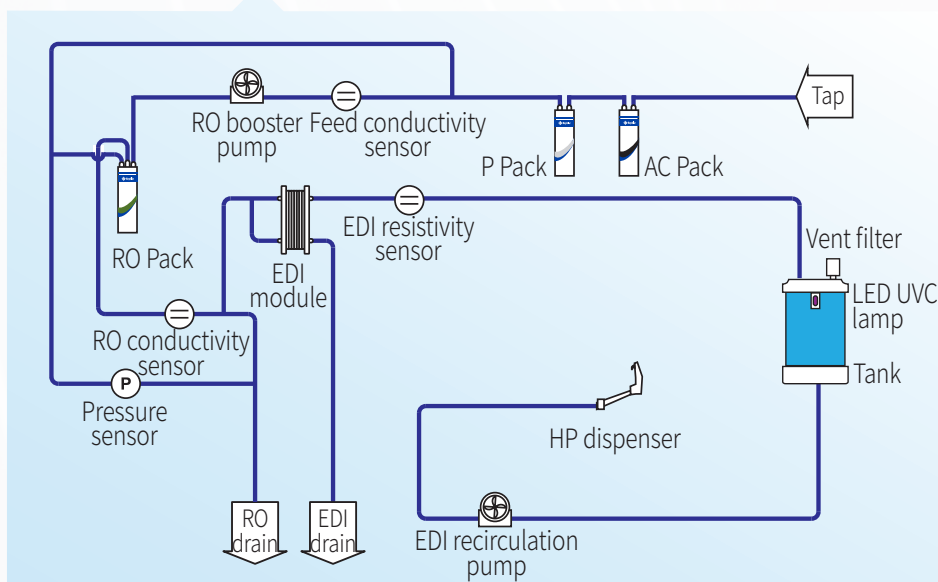 Tap
RO booster
pump
Feed conductivity
sensor
P Pack
AC Pack
RO Pack
EDI
module
EDI resistivity
sensor
Vent filter
LED UVC
lamp
Tank
RO conductivity
sensor
P
Pressure
sensor
HP dispenser
RO
drain
EDI
drain
EDI recirculation
pump